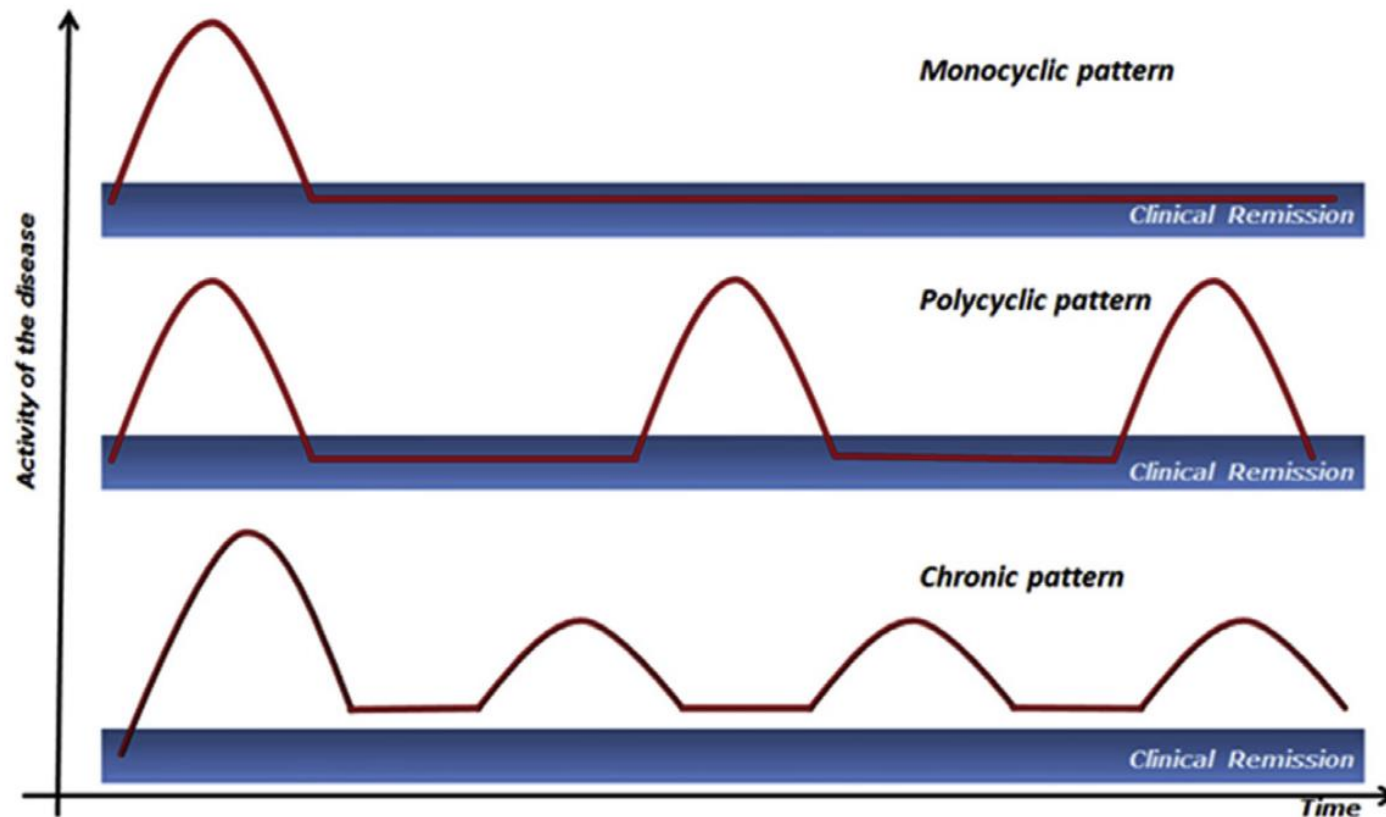 Monocyclic pattern
Clinical Remission
Activity of the disease
Polycyclic pattern
Clinical Remission
Chronic pattern
Clinical Remission
Time